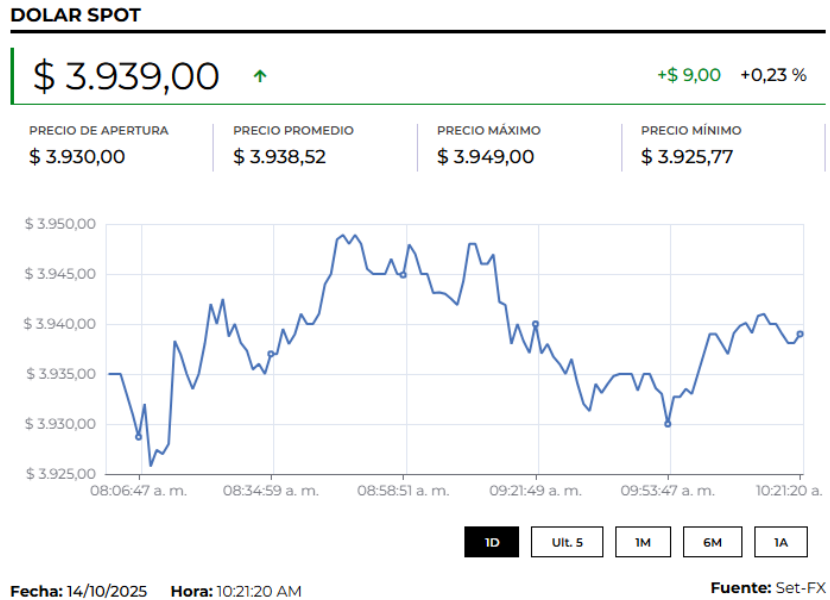 DOLAR SPOT
$ 3.939,00 ↑ +$ 9,00 +0,23 %
PRECIO DE APERTURA PRECIO PROMEDIO PRECIO MÁXIMO PRECIO MÍNIMO
$ 3.930,00 $ 3.938,52 $ 3.949,00 $ 3.925,77
$ 3.950,00
$ 3.945,00
$ 3.940,00
$ 3.935,00
$ 3.930,00
$ 3.925,00
08:06:47 a. m. 08:34:59 a. m. 08:58:51 a. m. 09:21:49 a. m. 09:53:47 a. m. 10:21:20 a.
1D Ult. 5 1M 6M 1A
Fecha: 14/10/2025 Hora: 10:21:20 AM Fuente: Set-FX